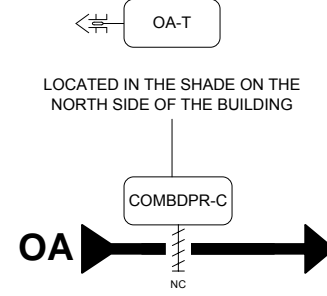 OA-T
LOCATED IN THE SHADE ON THE
NORTH SIDE OF THE BUILDING
COMBDPR-C
OA
NC